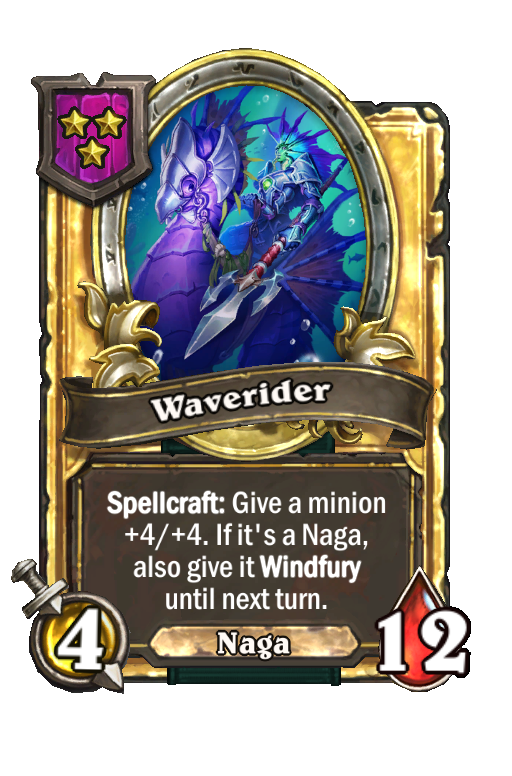 Waverider
Spellcraft: Give a minion
+4/+4. If it's a Naga,
also give it Windfury
until next turn.
4
Naga
12